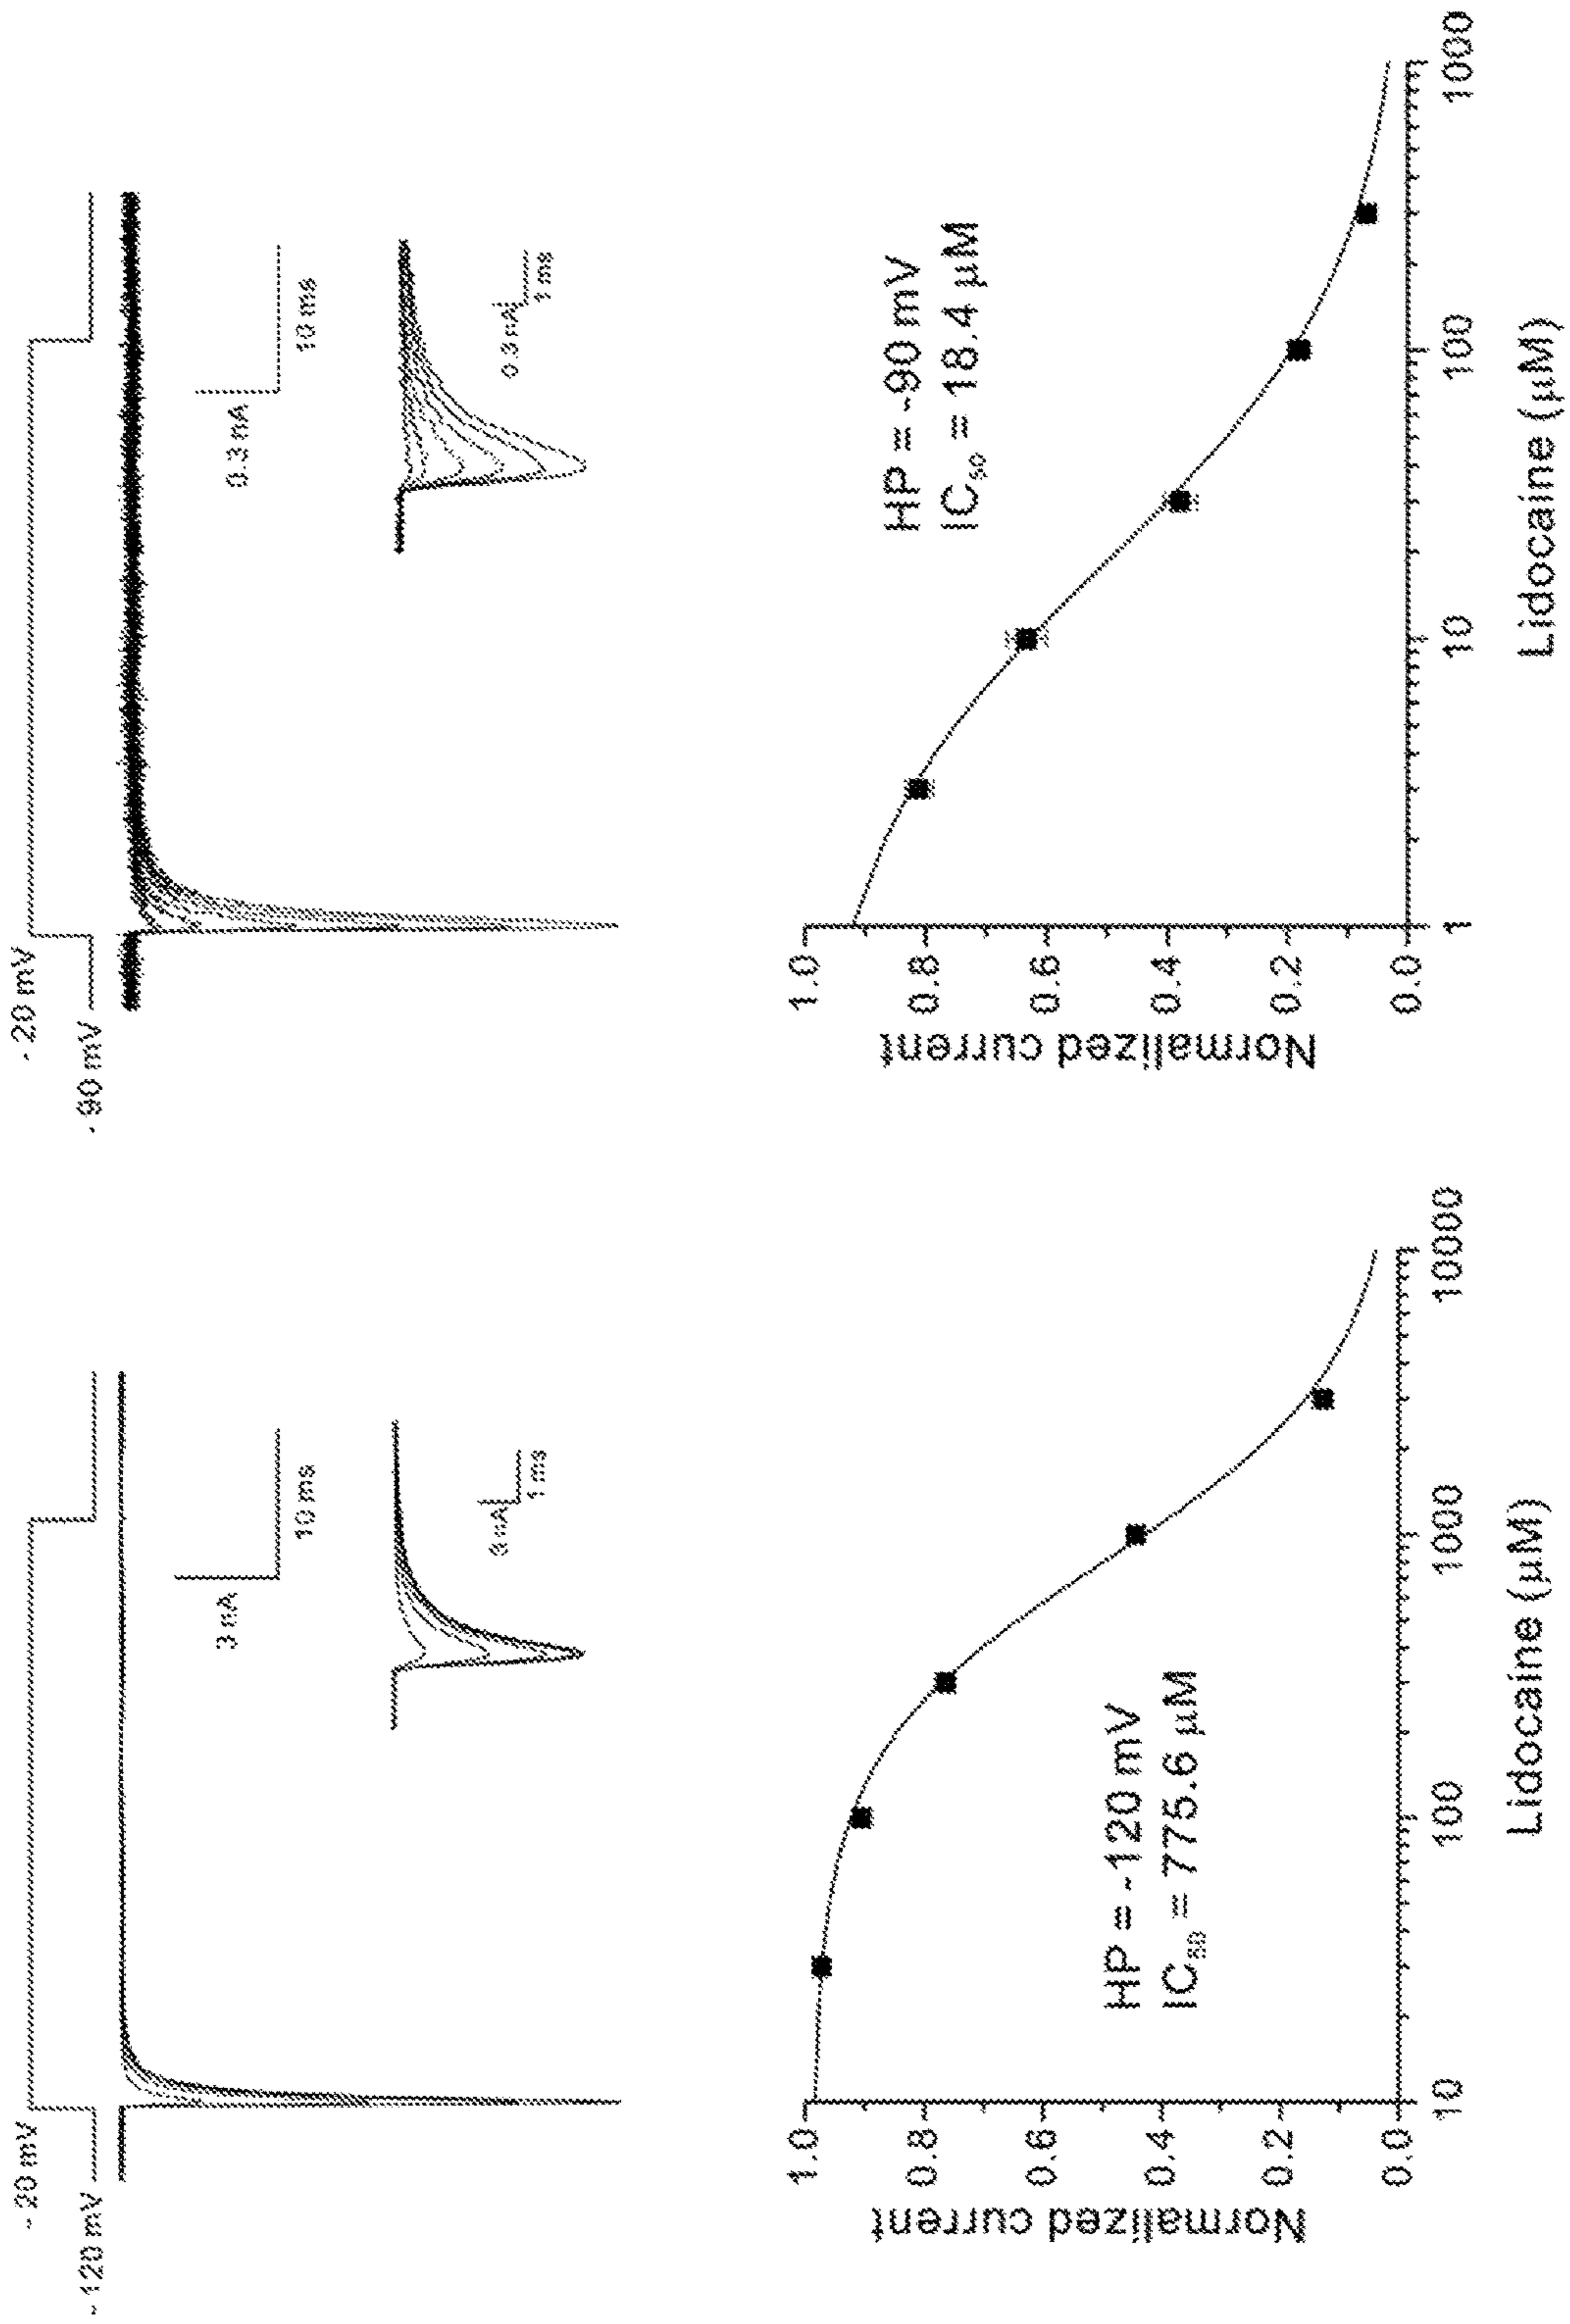 - 20 mV
- 120 mV
3 nA
10 ms
3 nA
1 ms
Normalized current
1.0
0.8
0.6
0.4
0.2
0.0
HP = -120 mV
IC50 = 775.6 µM
10
100
1000
10000
Lidocaine (µM)
- 20 mV
- 90 mV
0.3 nA
10 ms
0.3 nA
1 ms
Normalized current
1.0
0.8
0.6
0.4
0.2
0.0
HP = -90 mV
IC50 = 18.4 µM
1
10
100
1000
Lidocaine (µM)